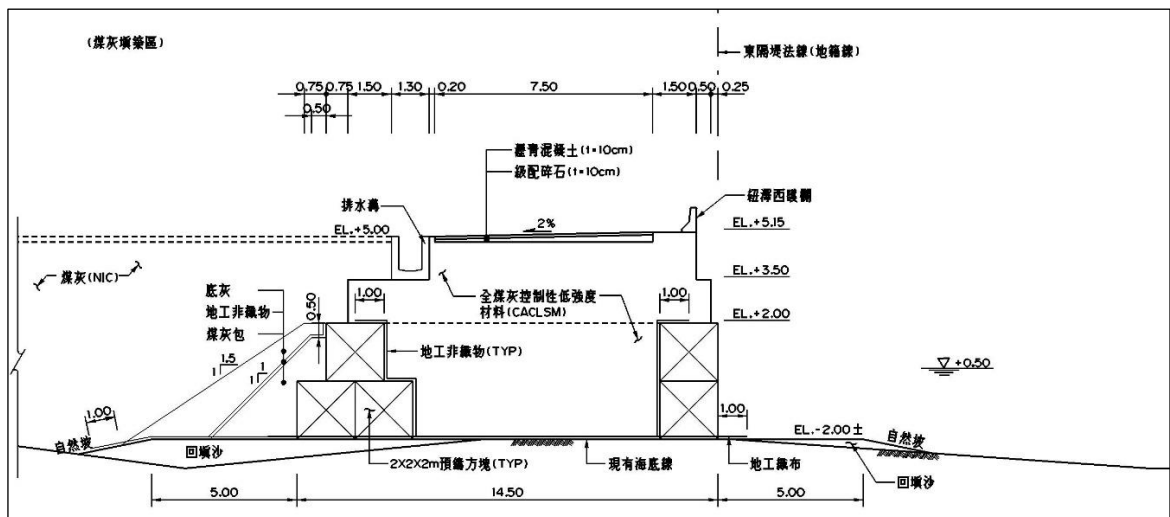 (煤灰填築區)
東隔堤法線(地籍線)
0.75 0.75 1.50 1.30 0.20 7.50 1.50 0.50 0.25
0.50
瀝青混凝土(t=10cm)
級配碎石(t=10cm)
排水溝
紐澤西護欄
EL.+5.00
2%
EL.+5.15
煤灰(NIC)
EL.+3.50
底灰
地工非織物
煤灰包
0.50
1.00
全煤灰控制性低強度
材料(CACLSM)
1.00
EL.+2.00
地工非織物(TYP)
1.5
1
1
1
+0.50
1.00
1.00
自然坡
回填沙
EL.-2.00±
自然坡
2X2X2m預鑄方塊(TYP)
現有海底線
地工織布
回填沙
5.00
14.50
5.00